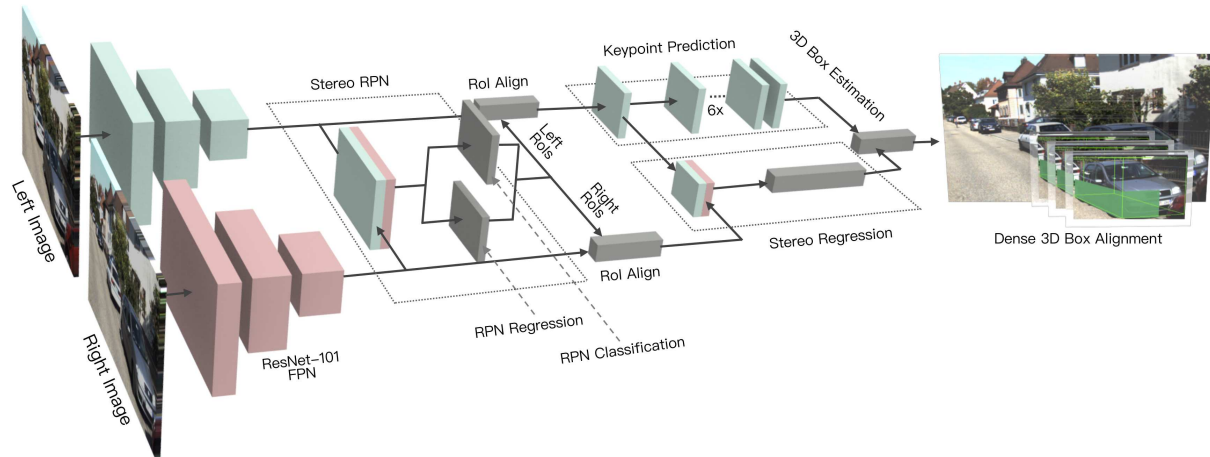 Left Image
Right Image
ResNet-101
FPN
Stereo RPN
RoI Align
Left
RoIs
Right
RoIs
RoI Align
RPN Regression
RPN Classification
Keypoint Prediction
6x
3D Box Estimation
Stereo Regression
Dense 3D Box Alignment